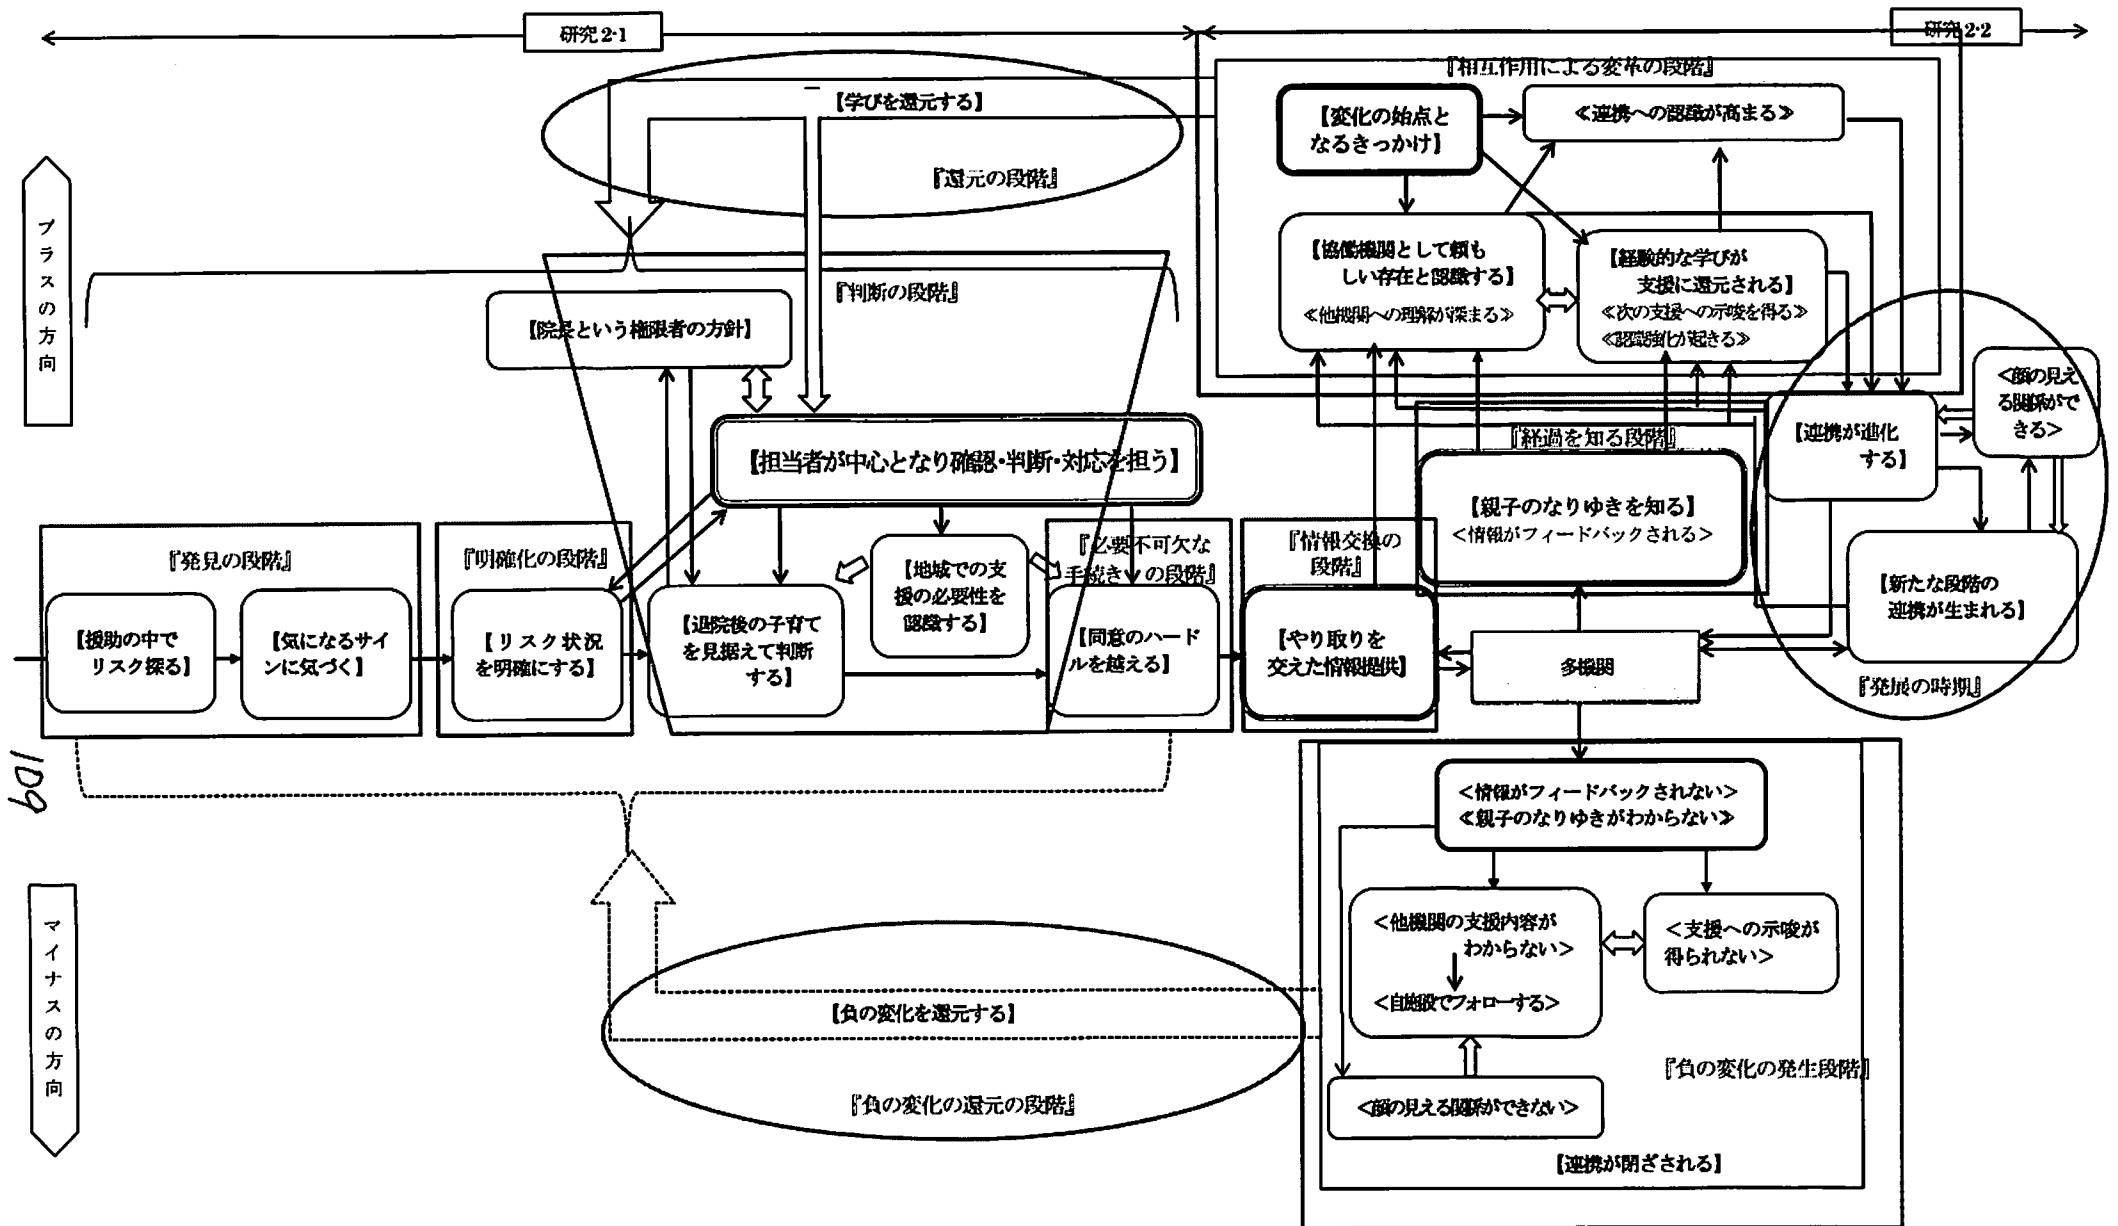 研究2-1
研究2-2
『相互作用による変革の段階』
【学びを還元する】
『還元の段階』
【変化の始点と
なるきっかけ】
≪連携への認識が高まる≫
プラスの方向
【協働機関として頼も
しい存在と認識する】
≪他機関への理解が深まる≫
【経験的な学びが
支援に還元される】
≪次の支援への示唆を得る≫
≪認識強化が起きる≫
『判断の段階』
【院長という権限者の方針】
【担当者が中心となり確認・判断・対応を担う】
『経過を知る段階』
【親子のなりゆきを知る】
＜情報がフィードバックされる＞
【連携が進化
する】
＜顔の見え
る関係がで
きる＞
『発見の段階』
【援助の中で
リスク探る】
【気になるサイ
ンに気づく】
『明確化の段階』
【リスク状況
を明確にする】
【退院後の子育て
を見据えて判断
する】
【地域での支
援の必要性を
認識する】
『必要不可欠な
手続き の段階』
【同意のハード
ルを越える】
『情報交換の
段階』
【やり取りを
交えた情報提供】
多機関
【新たな段階の
連携が生まれる】
『発展の時期』
109
マイナスの方向
＜情報がフィードバックされない＞
≪親子のなりゆきがわからない≫
＜他機関の支援内容が
わからない＞
＜自施設でフォローする＞
＜支援への示唆が
得られない＞
【負の変化を還元する】
『負の変化の還元の段階』
『負の変化の発生段階』
＜顔の見える関係ができない＞
【連携が閉ざされる】